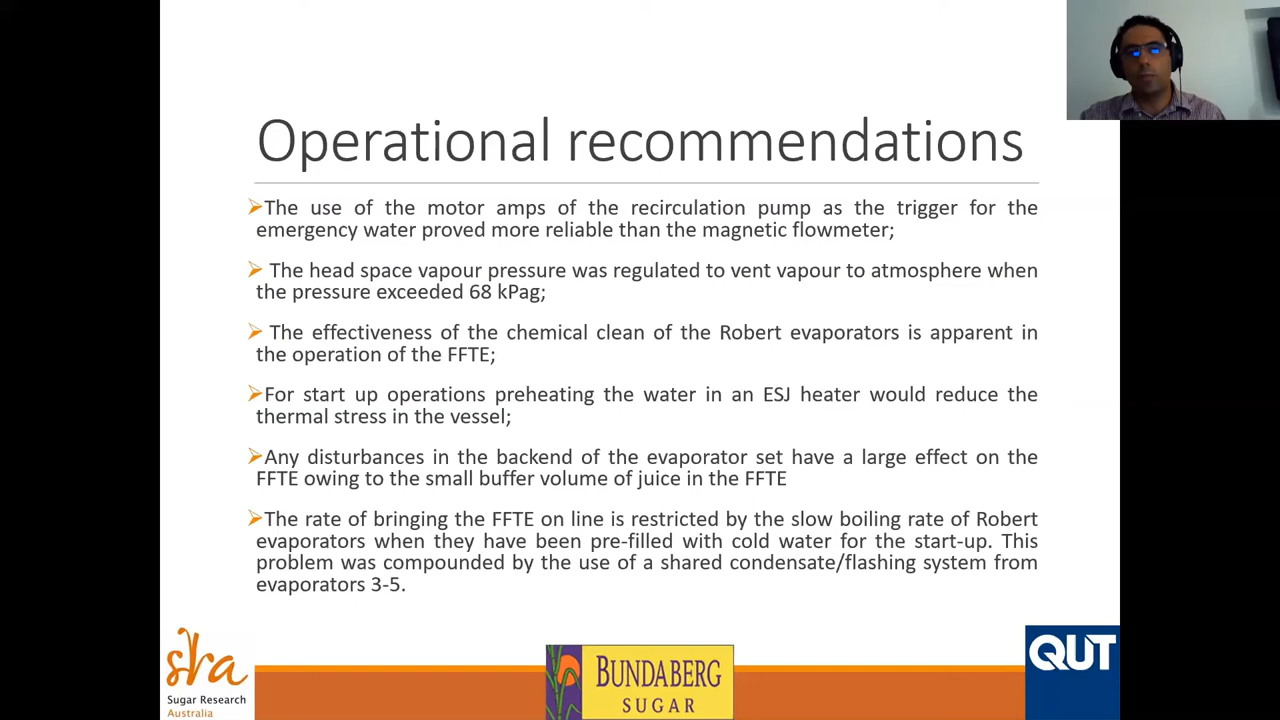 Operational recommendations
The use of the motor amps of the recirculation pump as the trigger for the
emergency water proved more reliable than the magnetic flowmeter;
The head space vapour pressure was regulated to vent vapour to atmosphere when
the pressure exceeded 68 kPag;
The effectiveness of the chemical clean of the Robert evaporators is apparent in
the operation of the FFTE;
For start up operations preheating the water in an ESJ heater would reduce the
thermal stress in the vessel;
Any disturbances in the backend of the evaporator set have a large effect on the
FFTE owing to the small buffer volume of juice in the FFTE
The rate of bringing the FFTE on line is restricted by the slow boiling rate of Robert
evaporators when they have been pre-filled with cold water for the start-up. This
problem was compounded by the use of a shared condensate/flashing system from
evaporators 3-5.
sra
Sugar Research
Australia
BUNDABERG
SUGAR
QUT